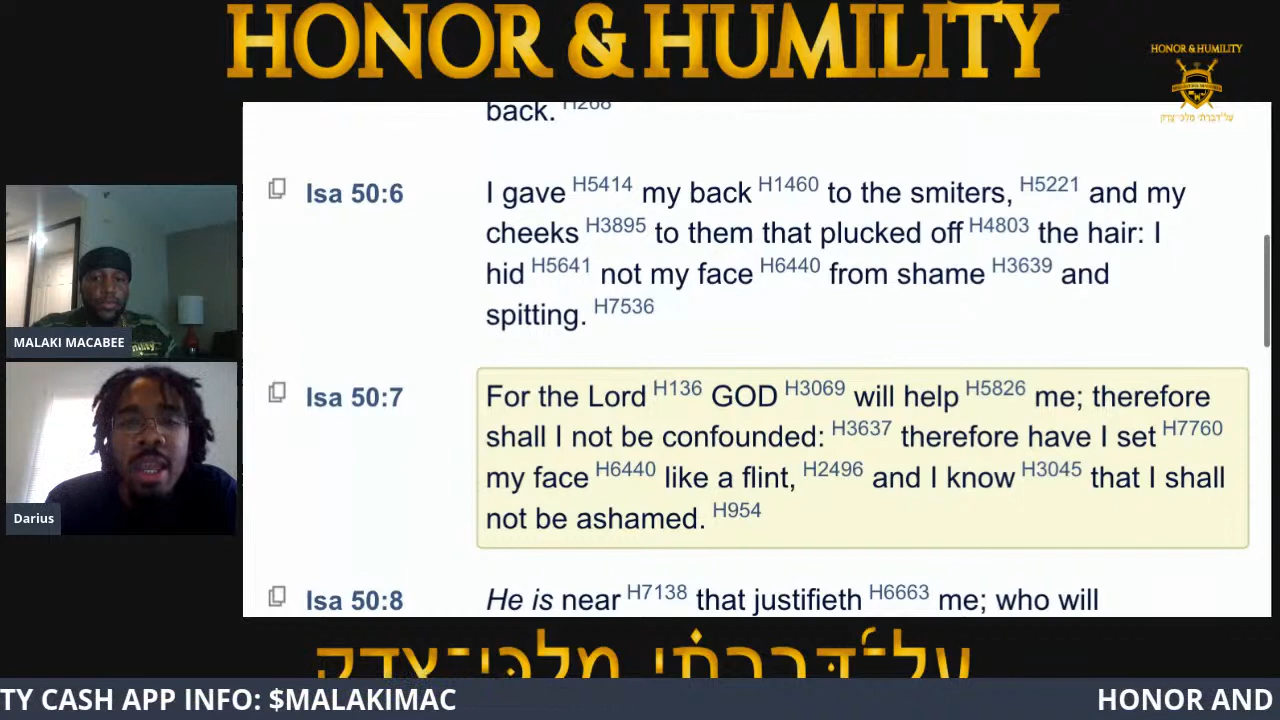 HONOR & HUMILITY
HONOR & HUMILITY
על־דִּבְרָתִי מַלְכִּי־צֶדֶק
back. H268
Isa 50:6
I gave H5414 my back H1460 to the smiters, H5221 and my
cheeks H3895 to them that plucked off H4803 the hair: I
hid H5641 not my face H6440 from shame H3639 and
spitting. H7536
Isa 50:7
For the Lord H136 GOD H3069 will help H5826 me; therefore
shall I not be confounded: H3637 therefore have I set H7760
my face H6440 like a flint, H2496 and I know H3045 that I shall
not be ashamed. H954
Isa 50:8
He is near H7138 that justifieth H6663 me; who will
MALAKI MACABEE
Darius
על־דִּבְרָתִי מַלְכִּי־צֶדֶק
TY CASH APP INFO: $MALAKIMAC
HONOR AND